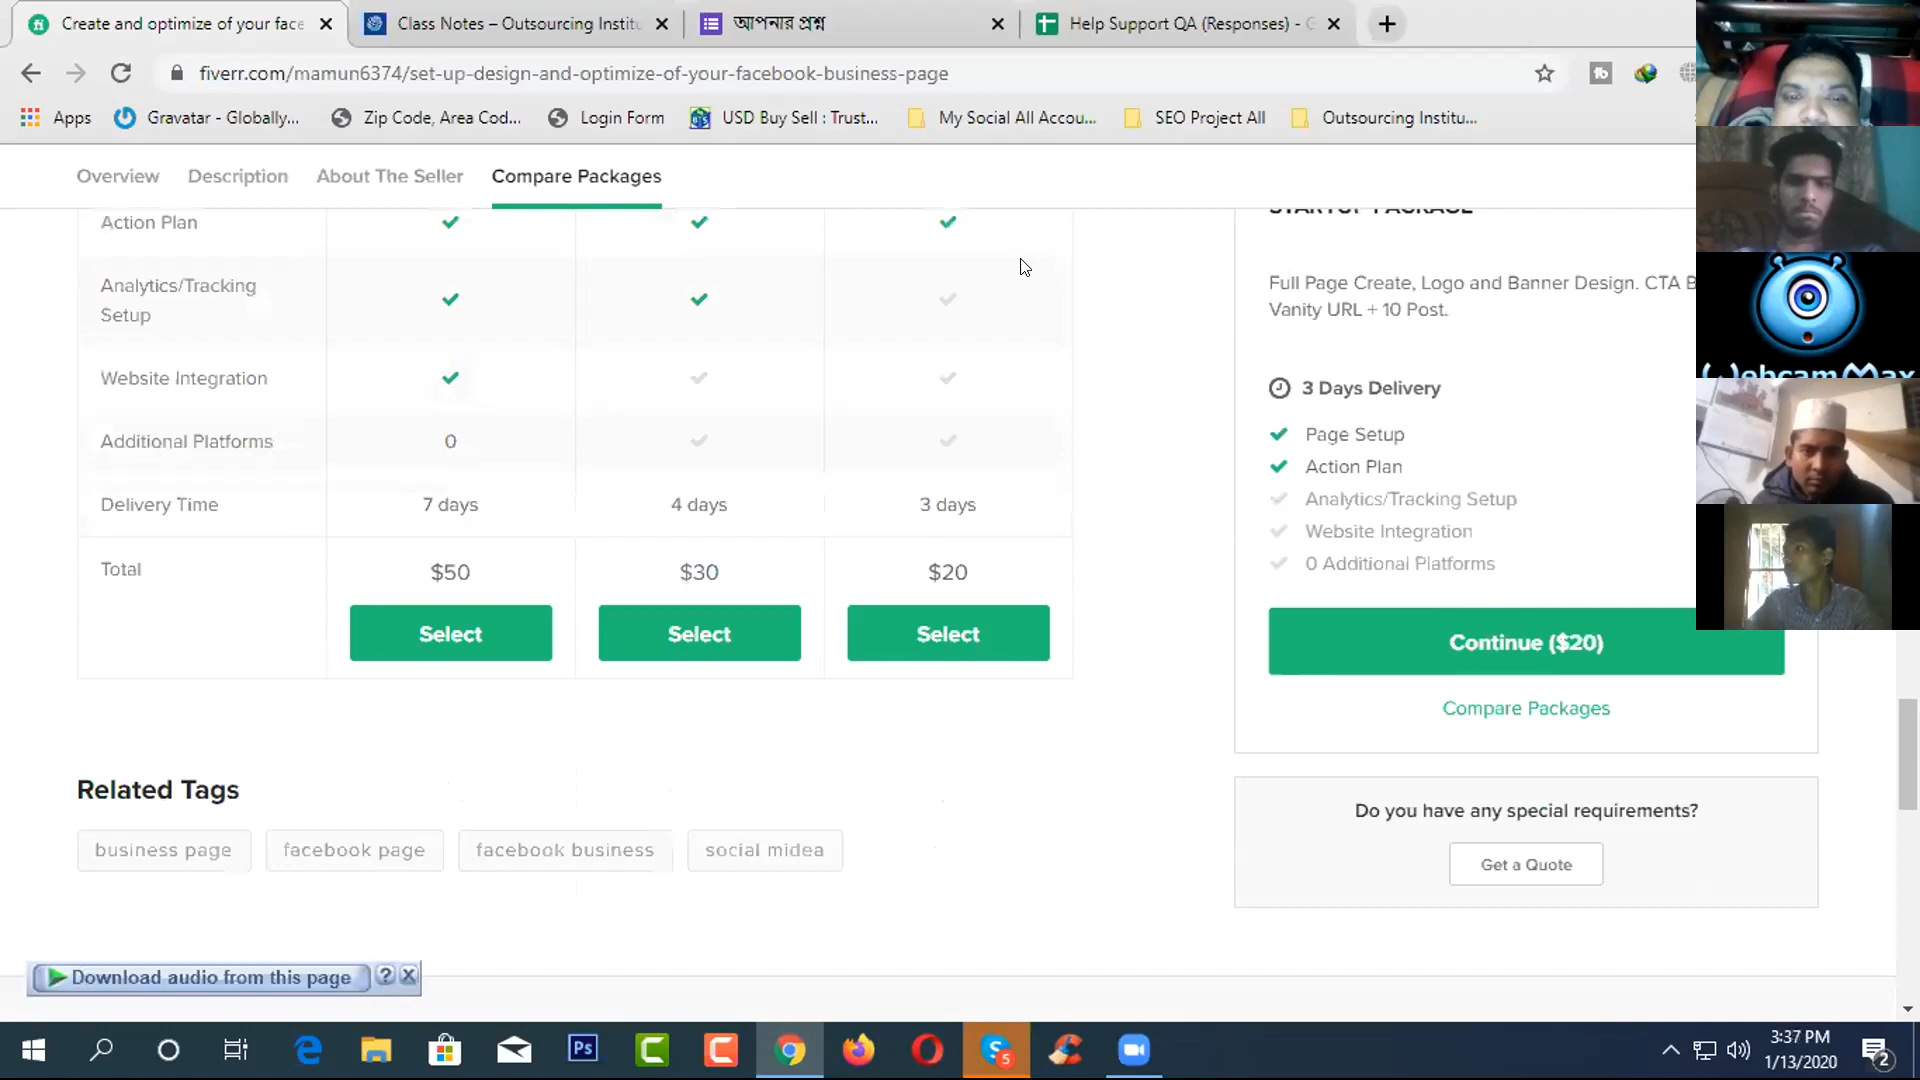 Create and optimize of your face
Class Notes – Outsourcing Institu
আপনার প্রশ্ন
Help Support QA (Responses) - G
fiverr.com/mamun6374/set-up-design-and-optimize-of-your-facebook-business-page
Apps
Gravatar - Globally...
Zip Code, Area Cod...
Login Form
USD Buy Sell : Trust...
My Social All Accou...
SEO Project All
Outsourcing Institu...
Overview
Description
About The Seller
Compare Packages
Action Plan
Analytics/Tracking
Setup
Website Integration
Additional Platforms
0
Delivery Time
7 days
4 days
3 days
Total
$50
$30
$20
Select
Select
Select
STARTUP PACKAGE
Full Page Create, Logo and Banner Design. CTA B
Vanity URL + 10 Post.
3 Days Delivery
Page Setup
Action Plan
Analytics/Tracking Setup
Website Integration
0 Additional Platforms
Continue ($20)
Compare Packages
Do you have any special requirements?
Get a Quote
WebcamMax
Related Tags
business page
facebook page
facebook business
social midea
Download audio from this page
?
Ps
5
3:37 PM
1/13/2020
2